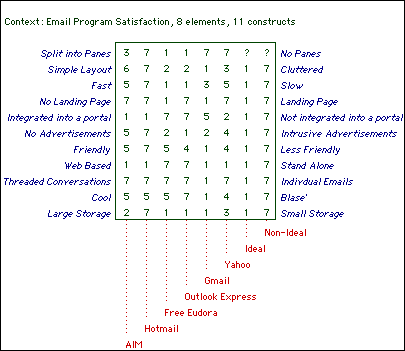 Context: Email Program Satisfaction, 8 elements, 11 constructs
Split into Panes 3 7 1 1 7 7 ? ? No Panes
Simple Layout 6 7 2 2 1 3 1 7 Cluttered
Fast 5 7 1 1 3 5 1 7 Slow
No Landing Page 7 7 1 1 1 7 1 7 Landing Page
Integrated into a portal 1 1 7 7 5 2 1 7 Not integrated into a portal
No Advertisements 5 7 2 1 2 4 1 7 Intrusive Advertisements
Friendly 5 7 5 4 1 4 1 7 Less Friendly
Web Based 1 1 7 7 1 1 1 7 Stand Alone
Threaded Conversations 7 7 7 7 1 7 1 7 Indivdual Emails
Cool 5 5 5 7 1 4 1 7 Blase'
Large Storage 2 7 1 1 1 3 1 7 Small Storage
Non-Ideal
Ideal
Yahoo
Gmail
Outlook Express
Free Eudora
Hotmail
AIM